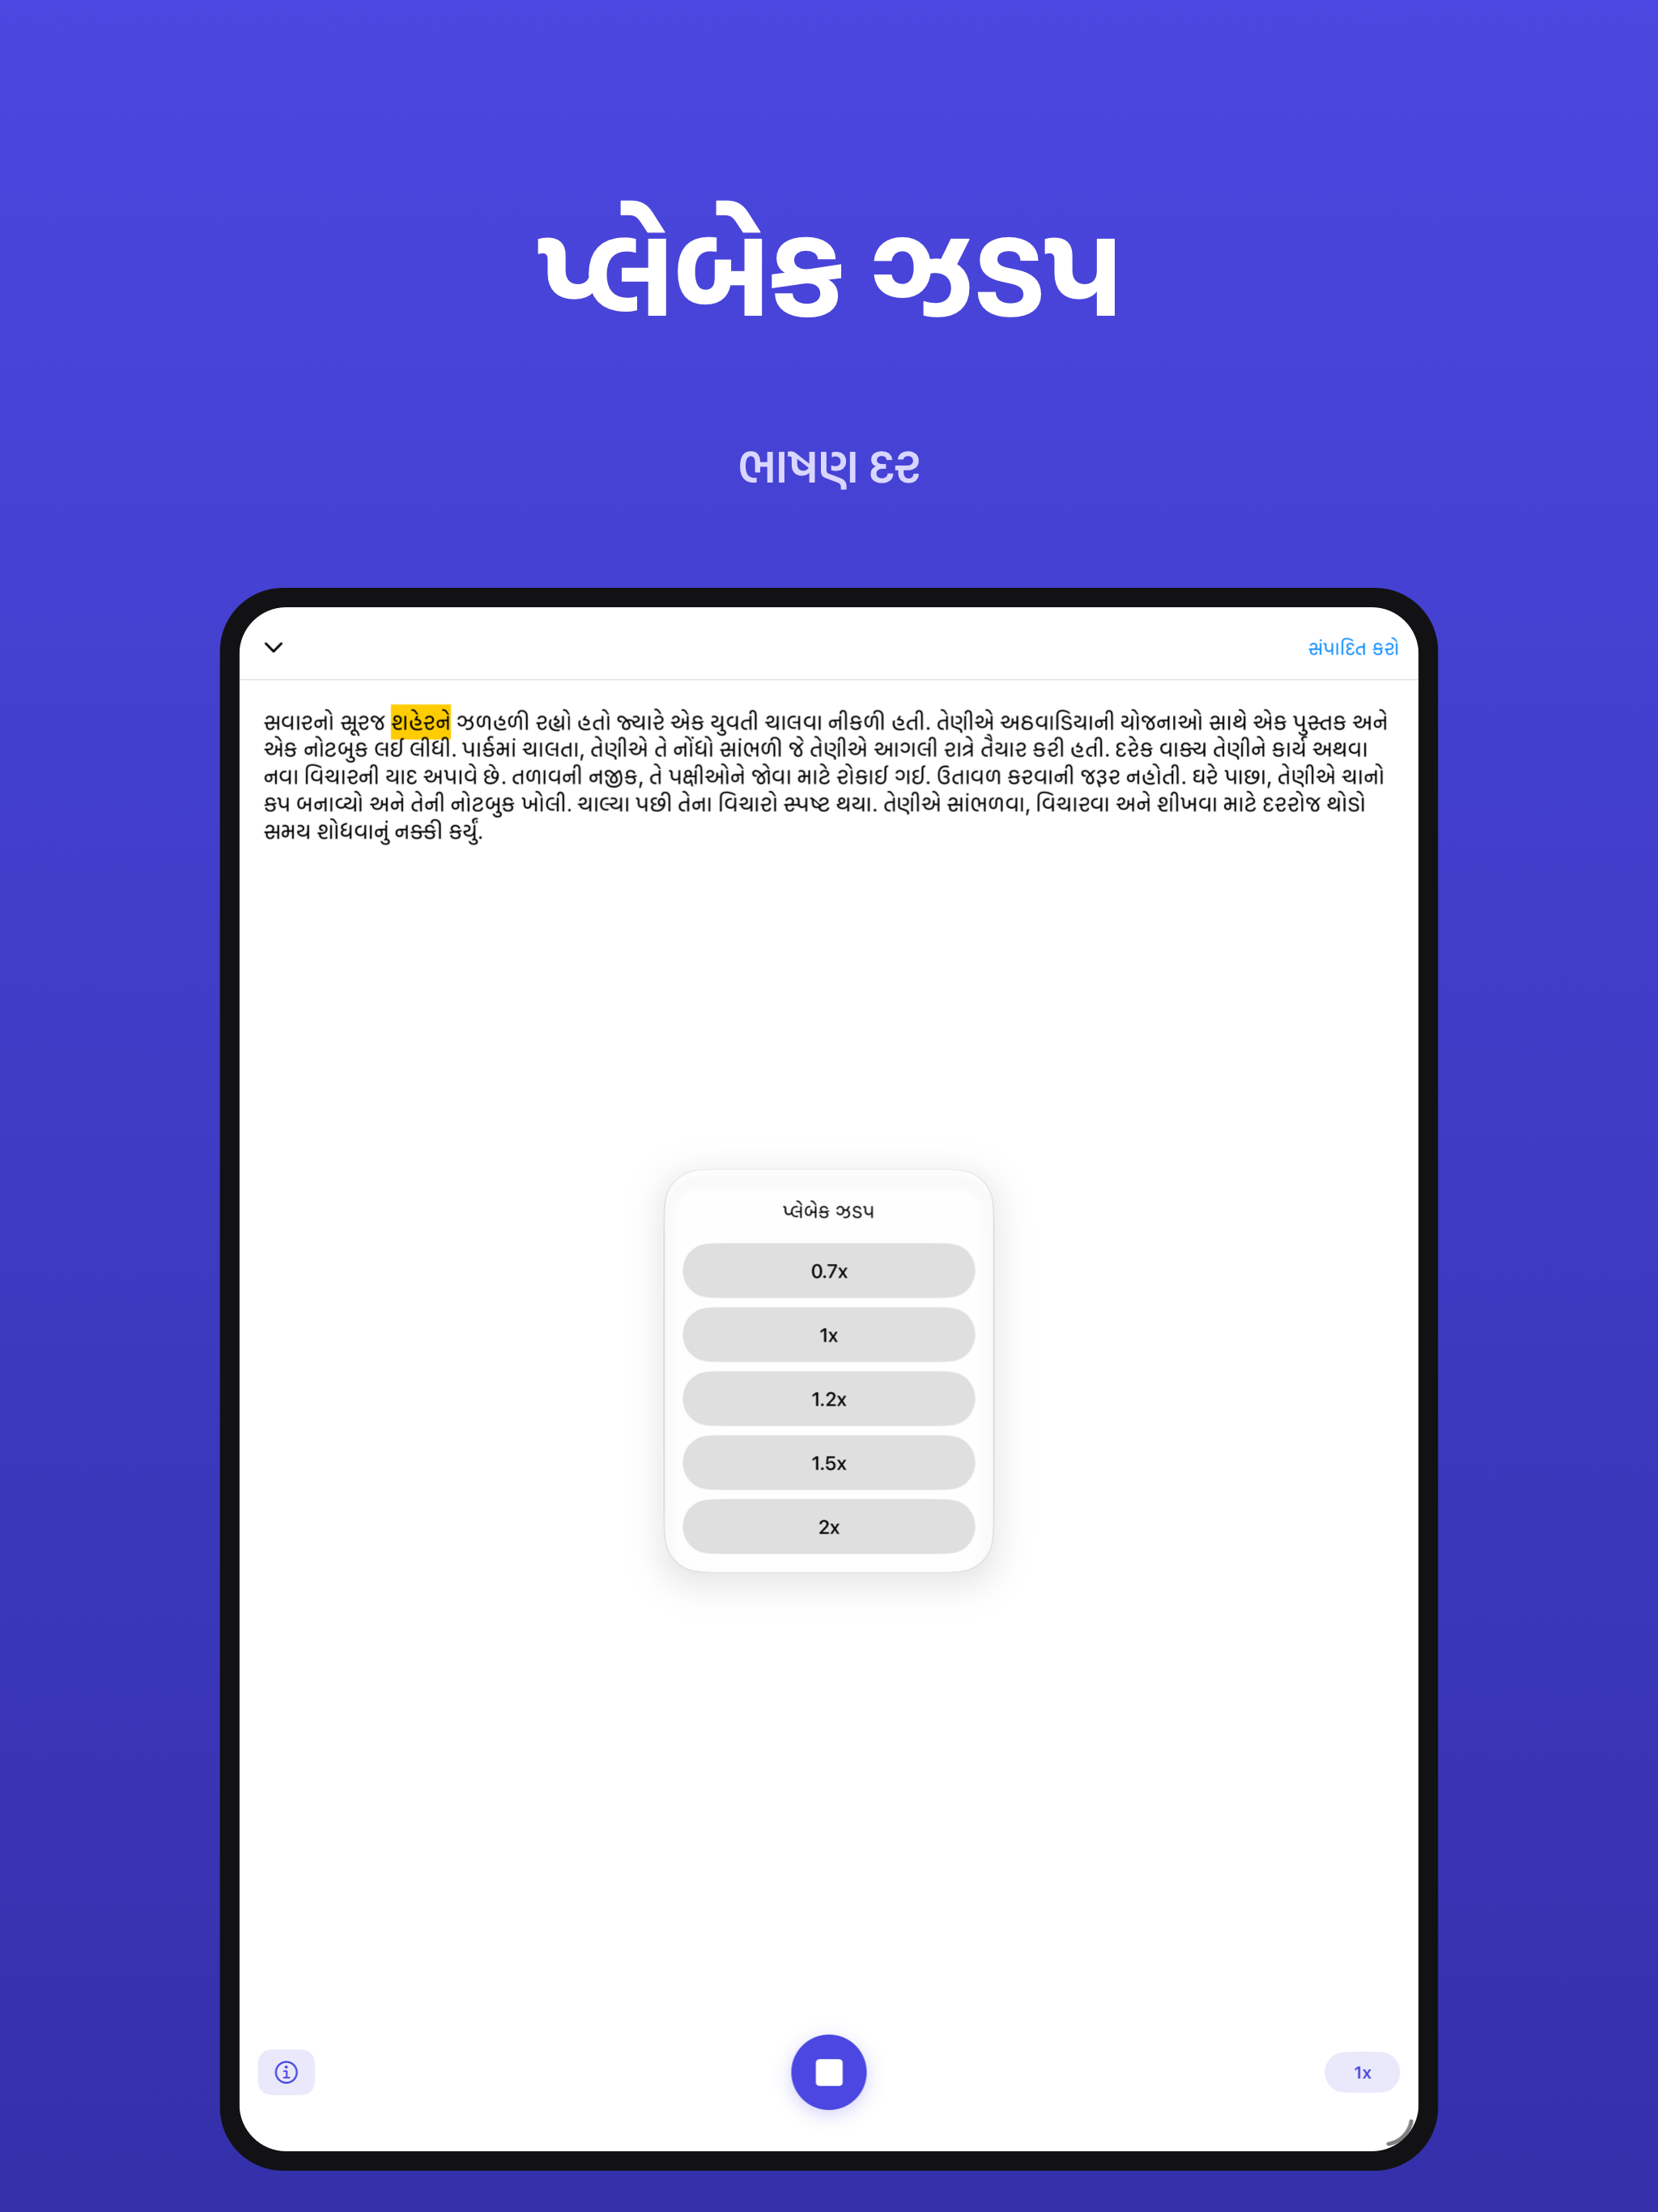 પ્લેબેક ઝડપ
ભાષણ દર
સંપાદિત કરો
સવારનો સૂરજ શહેરને ઝળહળી રહ્યો હતો જ્યારે એક યુવતી ચાલવા નીકળી હતી. તેણીએ અઠવાડિયાની યોજનાઓ સાથે એક પુસ્તક અને
એક નોટબુક લઈ લીધી. પાર્કમાં ચાલતા, તેણીએ તે નોંધો સાંભળી જે તેણીએ આગલી રાત્રે તૈયાર કરી હતી. દરેક વાક્ય તેણીને કાર્ય અથવા
નવા વિચારની યાદ અપાવે છે. તળાવની નજીક, તે પક્ષીઓને જોવા માટે રોકાઈ ગઈ. ઉતાવળ કરવાની જરૂર નહોતી. ઘરે પાછા, તેણીએ ચાનો
કપ બનાવ્યો અને તેની નોટબુક ખોલી. ચાલ્યા પછી તેના વિચારો સ્પષ્ટ થયા. તેણીએ સાંભળવા, વિચારવા અને શીખવા માટે દરરોજ થોડો
સમય શોધવાનું નક્કી કર્યું.
પ્લેબેક ઝડપ
0.7x
1x
1.2x
1.5x
2x
1x